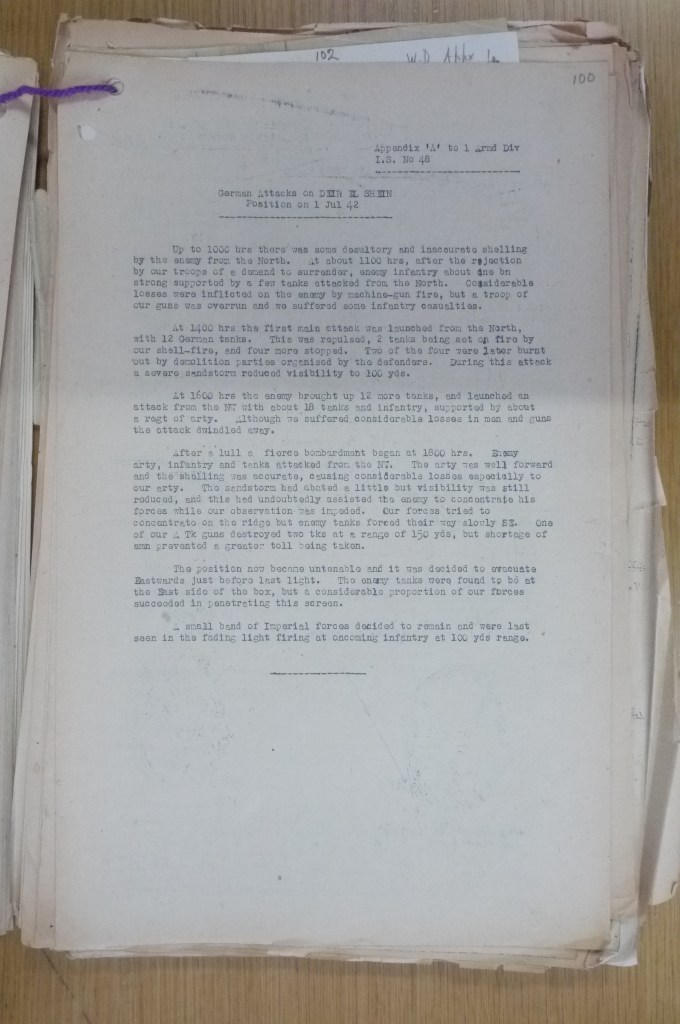 102
W.D. Appx
100
Appendix 'A' to 1 Armd Div
I.S. No 48
German Attacks on DEIR EL SHEIN
Position on 1 Jul 42
Up to 1000 hrs there was some desultory and inaccurate shelling
by the enemy from the North. At about 1100 hrs, after the rejection
by our troops of a demand to surrender, enemy infantry about one bn
strong supported by a few tanks attacked from the North. Considerable
losses were inflicted on the enemy by machine-gun fire, but a troop of
our guns was overrun and we suffered some infantry casualties.
At 1400 hrs the first main attack was launched from the North,
with 12 German tanks. This was repulsed, 2 tanks being set on fire by
our shell-fire, and four more stopped. Two of the four were later burnt
out by demolition parties organised by the defenders. During this attack
a severe sandstorm reduced visibility to 100 yds.
At 1600 hrs the enemy brought up 12 more tanks, and launched an
attack from the NW with about 18 tanks and infantry, supported by about
a regt of arty. Although we suffered considerable losses in men and guns
the attack dwindled away.
After a lull a fierce bombardment began at 1800 hrs. Enemy
arty, infantry and tanks attacked from the NW. The arty was well forward
and the shelling was accurate, causing considerable losses especially to
our arty. The sandstorm had abated a little but visibility was still
reduced, and this had undoubtedly assisted the enemy to concentrate his
forces while our observation was impeded. Our forces tried to
concentrate on the ridge but enemy tanks forced their way slowly SE. One
of our A Tk guns destroyed two tks at a range of 150 yds, but shortage of
amn prevented a greater toll being taken.
The position now became untenable and it was decided to evacuate
Eastwards just before last light. The enemy tanks were found to be at
the East side of the box, but a considerable proportion of our forces
succeeded in penetrating this screen.
A small band of Imperial forces decided to remain and were last
seen in the fading light firing at oncoming infantry at 100 yds range.